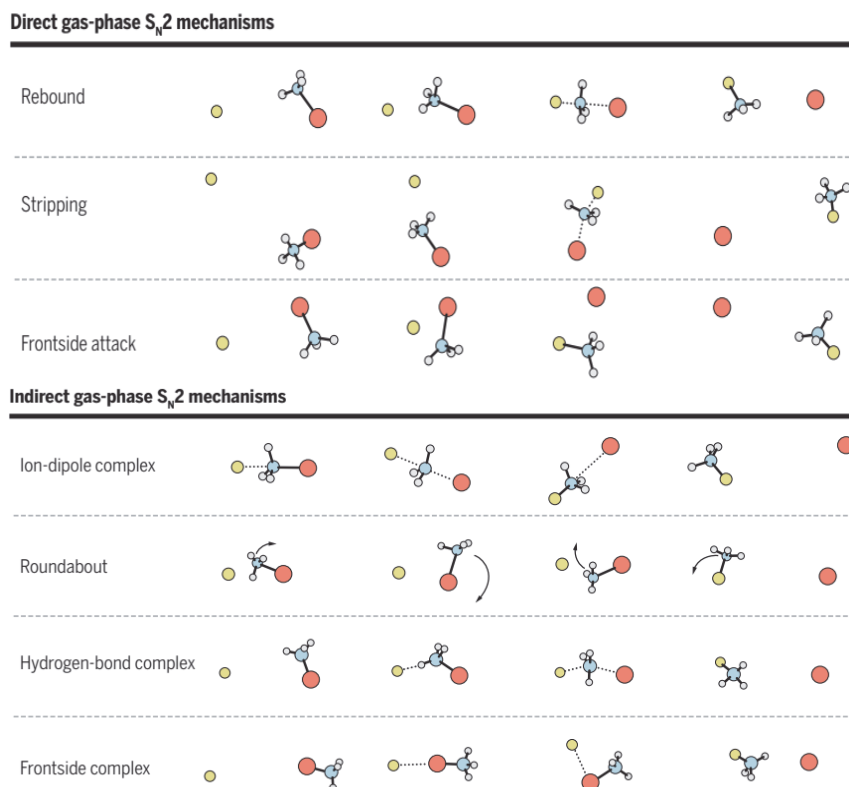 Direct gas-phase SN2 mechanisms
Rebound
Stripping
Frontside attack
Indirect gas-phase SN2 mechanisms
Ion-dipole complex
Roundabout
Hydrogen-bond complex
Frontside complex